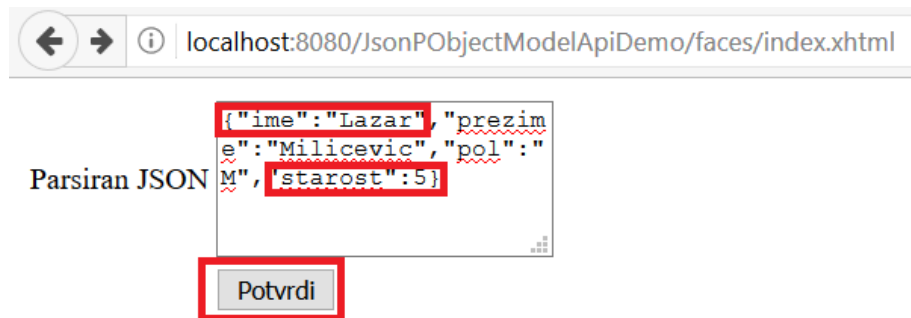 localhost:8080/JsonPObjectModelApiDemo/faces/index.xhtml
{"ime":"Lazar","prezim
e":"Milicevic","pol":"
Parsiran JSON M","starost":5}
Potvrdi